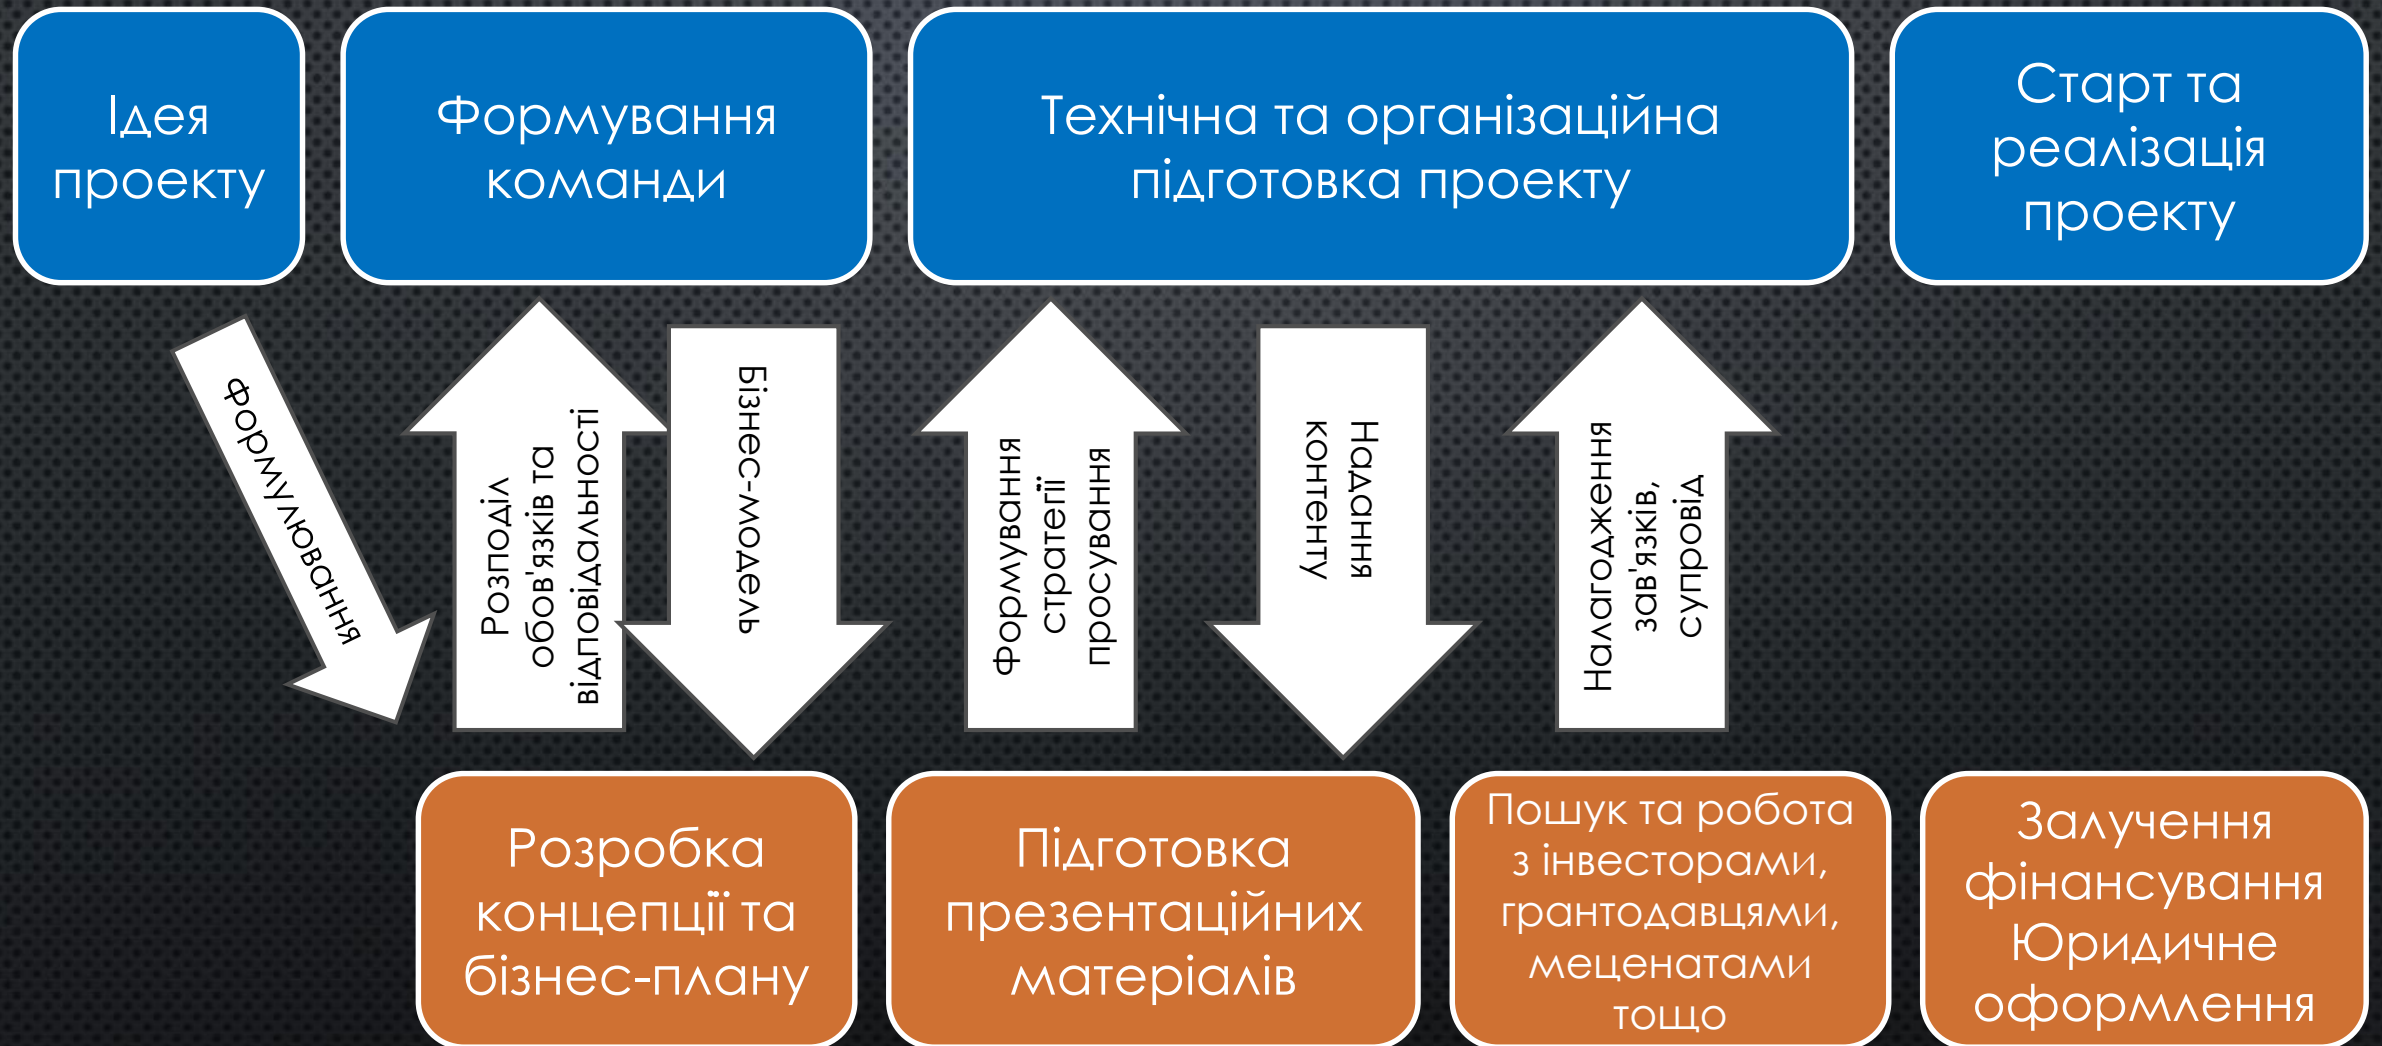 Ідея
проекту
Формування
команди
Технічна та організаційна
підготовка проекту
Старт та
реалізація
проекту
Формулювання
Розподіл
обов'язків та
відповідальності
Бізнес-модель
Формування
стратегії
просування
Надання
контенту
Налагодження
зав'язків,
супровід
Розробка
концепції та
бізнес-плану
Підготовка
презентаційних
матеріалів
Пошук та робота
з інвесторами,
грантодавцями,
меценатами
тощо
Залучення
фінансування
Юридичне
оформлення